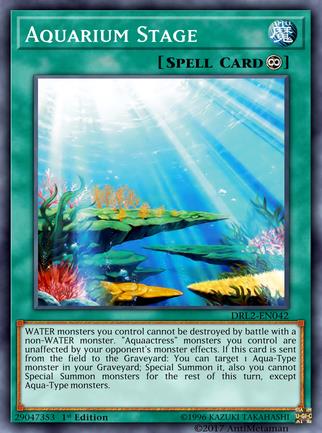 AQUARIUM STAGE
[SPELL CARD]
DRL2-EN042
WATER monsters you control cannot be destroyed by battle with a
non-WATER monster. "Aquaactress" monsters you control are
unaffected by your opponent's monster effects. If this card is sent
from the field to the Graveyard: You can target 1 Aqua-Type
monster in your Graveyard; Special Summon it, also you cannot
Special Summon monsters for the rest of this turn, except
Aqua-Type monsters.
29047353 1st Edition ©1996 KAZUKI TAKAHASHI
©2017 AntiMetaman